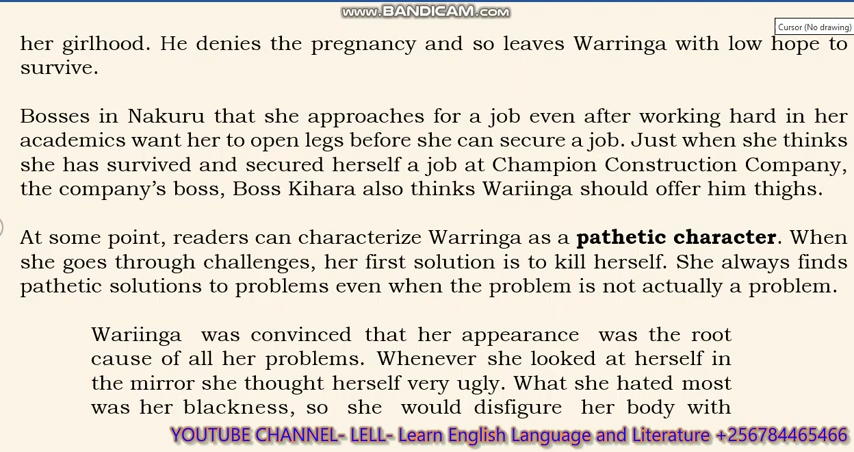 WWW.BANDICAM.COM
Cursor (No drawing)
her girlhood. He denies the pregnancy and so leaves Warringa with low hope to
survive.
Bosses in Nakuru that she approaches for a job even after working hard in her
academics want her to open legs before she can secure a job. Just when she thinks
she has survived and secured herself a job at Champion Construction Company,
the company's boss, Boss Kihara also thinks Wariinga should offer him thighs.
At some point, readers can characterize Warringa as a pathetic character. When
she goes through challenges, her first solution is to kill herself. She always finds
pathetic solutions to problems even when the problem is not actually a problem.
Wariinga was convinced that her appearance was the root
cause of all her problems. Whenever she looked at herself in
the mirror she thought herself very ugly. What she hated most
was her blackness, so she would disfigure her body with
YOUTUBE CHANNEL- LELL- Learn English Language and Literature +256784465466